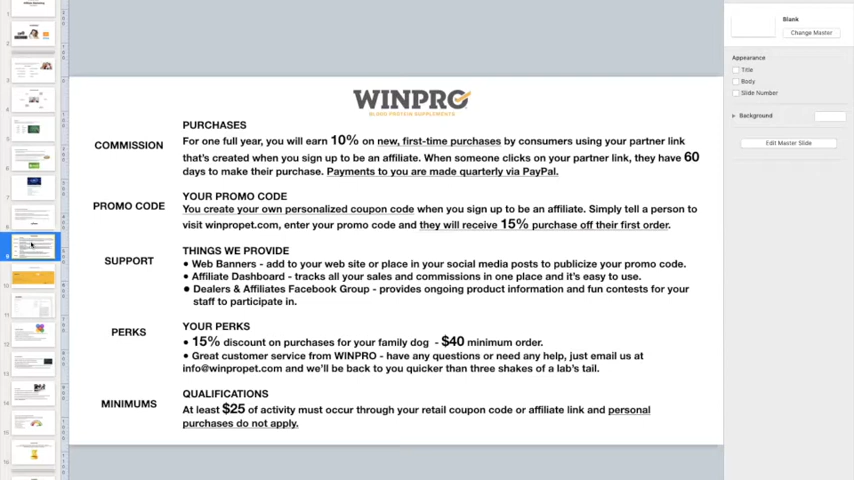 WINPRO
BLOOD PROTEIN SUPPLEMENTS
COMMISSION
PURCHASES
For one full year, you will earn 10% on new, first-time purchases by consumers using your partner link
that's created when you sign up to be an affiliate. When someone clicks on your partner link, they have 60
days to make their purchase. Payments to you are made quarterly via PayPal.
PROMO CODE
YOUR PROMO CODE
You create your own personalized coupon code when you sign up to be an affiliate. Simply tell a person to
visit winpropet.com, enter your promo code and they will receive 15% purchase off their first order.
SUPPORT
THINGS WE PROVIDE
• Web Banners - add to your web site or place in your social media posts to publicize your promo code.
• Affiliate Dashboard - tracks all your sales and commissions in one place and it's easy to use.
• Dealers & Affiliates Facebook Group - provides ongoing product information and fun contests for your
staff to participate in.
PERKS
YOUR PERKS
• 15% discount on purchases for your family dog - $40 minimum order.
• Great customer service from WINPRO - have any questions or need any help, just email us at
info@winpropet.com and we'll be back to you quicker than three shakes of a lab's tail.
MINIMUMS
QUALIFICATIONS
At least $25 of activity must occur through your retail coupon code or affiliate link and personal
purchases do not apply.
Blank
Change Master
Appearance
Title
Body
Slide Number
Background
Edit Master Slide